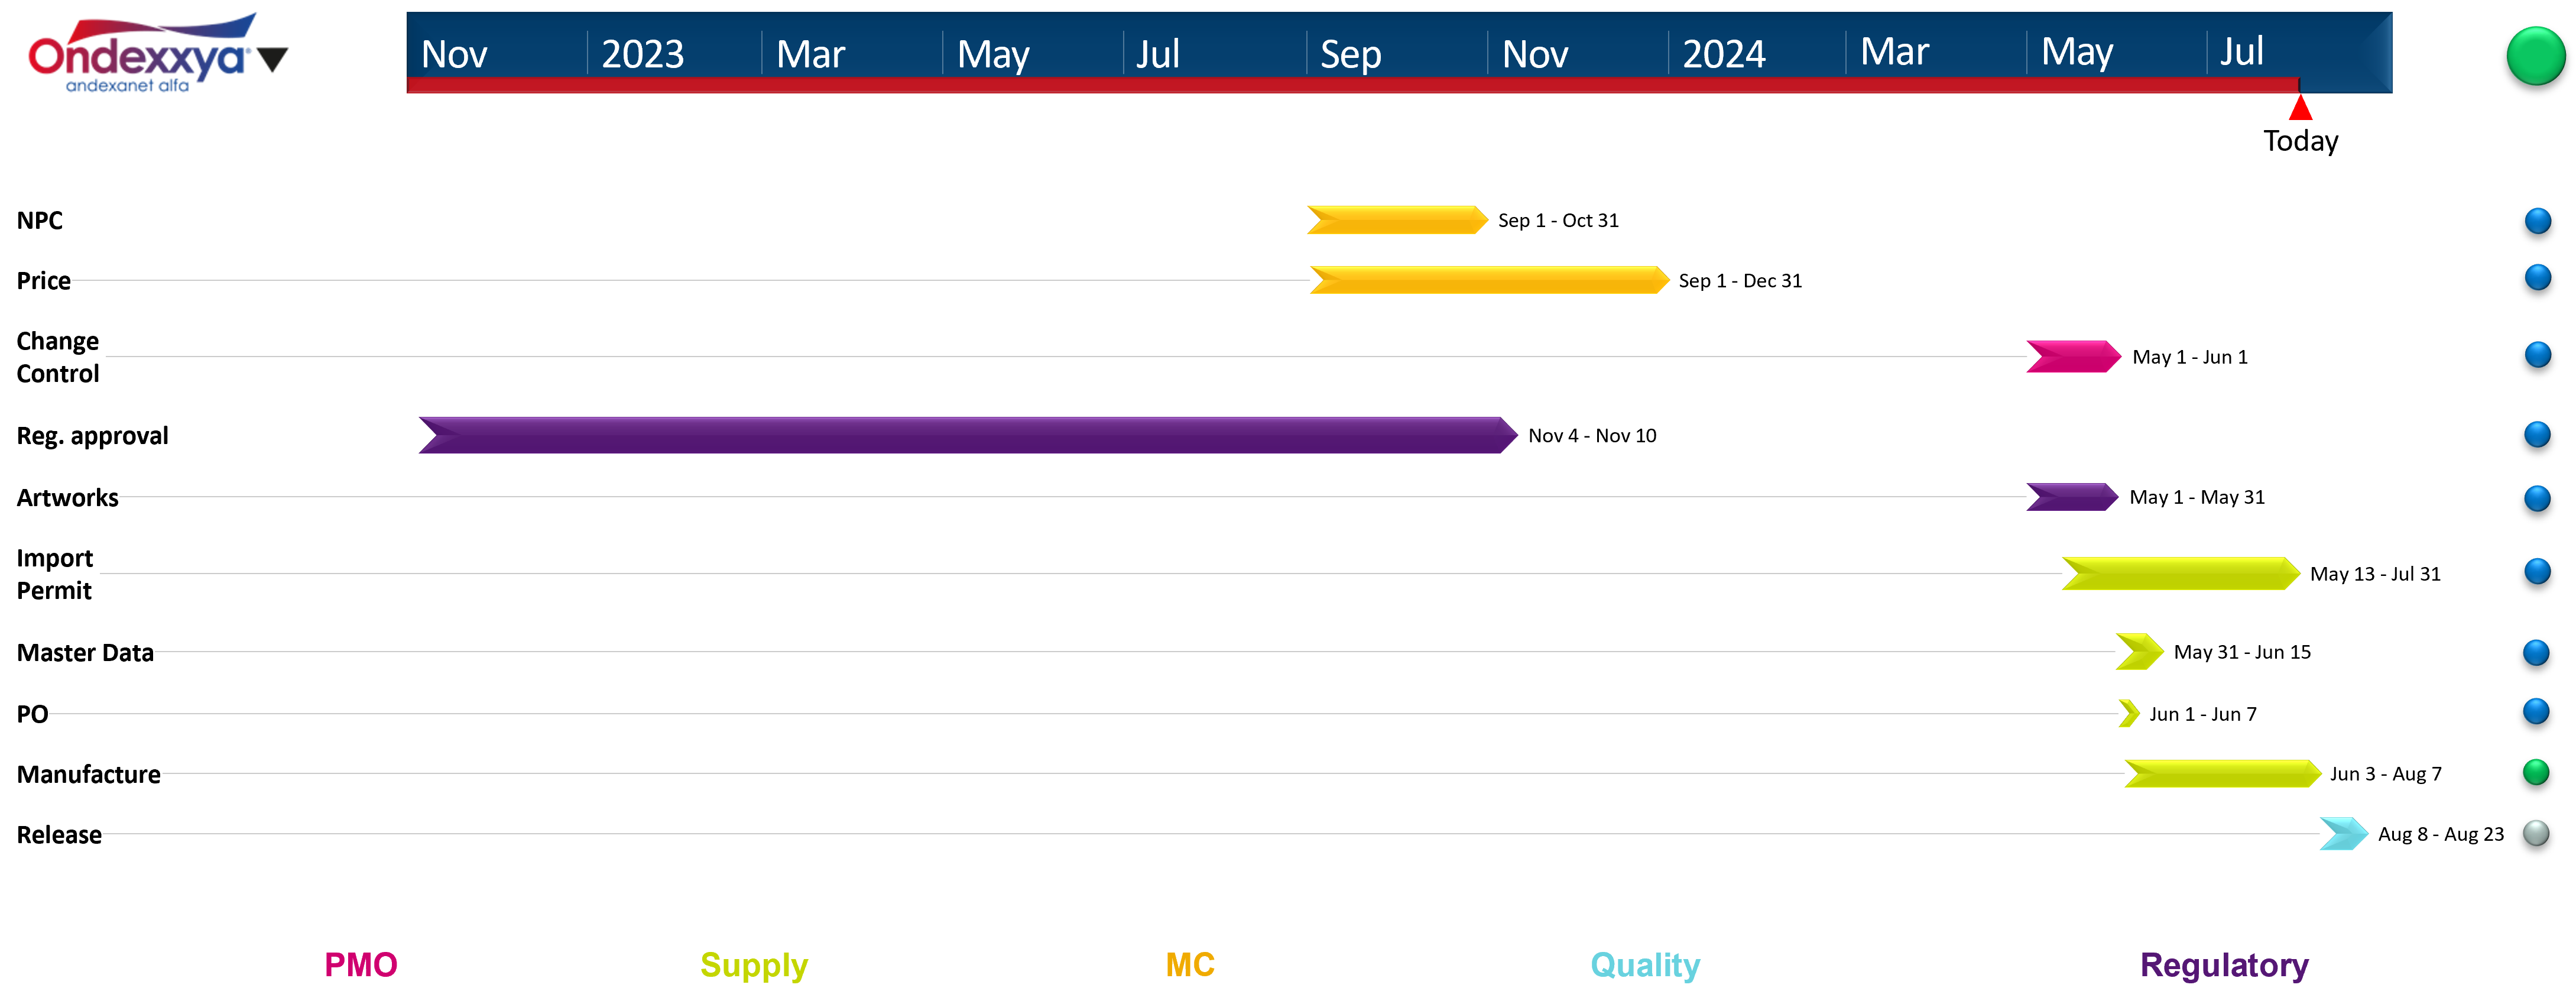 Ondexxya®
andexanet alfa
Nov 2023 Mar May Jul Sep Nov 2024 Mar May Jul
Today
NPC Sep 1 - Oct 31
Price Sep 1 - Dec 31
Change
Control
May 1 - Jun 1
Reg. approval Nov 4 - Nov 10
Artworks May 1 - May 31
Import
Permit
May 13 - Jul 31
Master Data May 31 - Jun 15
PO Jun 1 - Jun 7
Manufacture Jun 3 - Aug 7
Release Aug 8 - Aug 23
PMO Supply MC Quality Regulatory